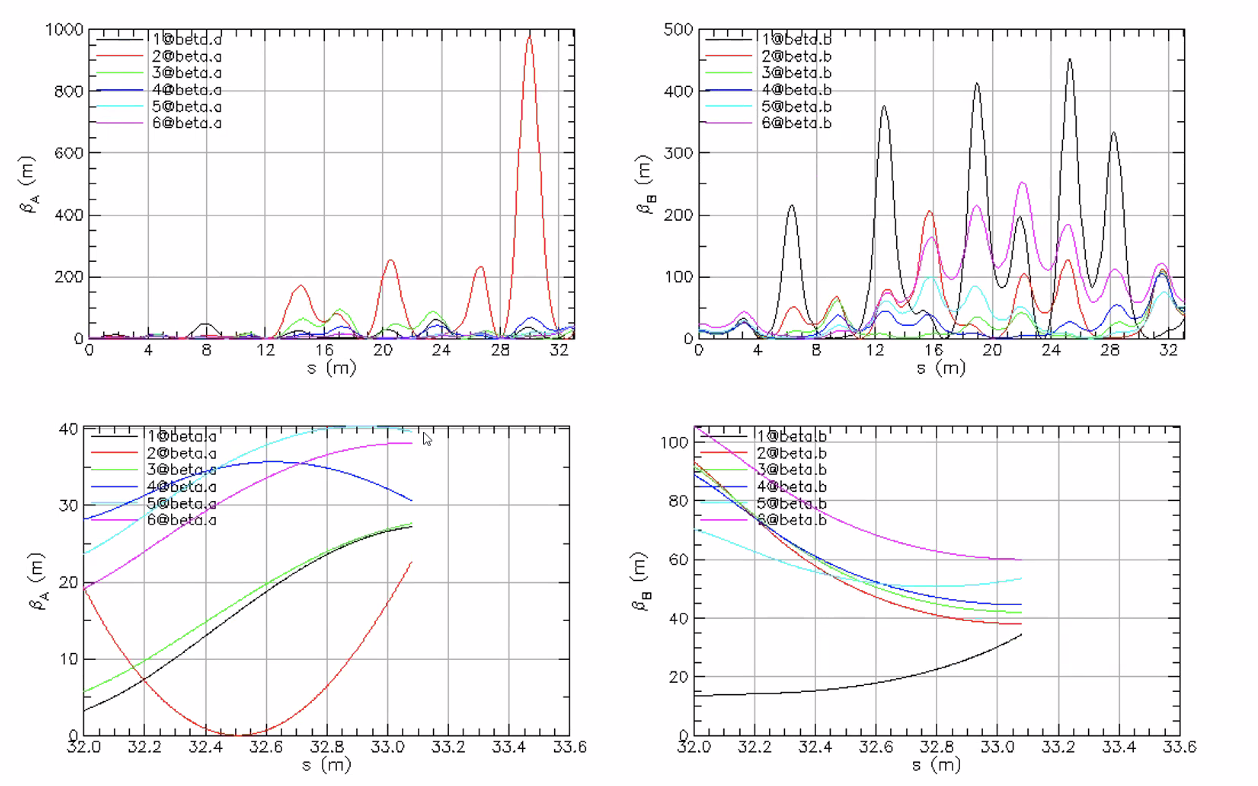 1000
800
600
400
200
0
β_A (m)
1@beta.a
2@beta.a
3@beta.a
4@beta.a
5@beta.a
6@beta.a
0 4 8 12 16 20 24 28 32
s (m)
500
400
300
200
100
0
β_B (m)
1@beta.b
2@beta.b
3@beta.b
4@beta.b
5@beta.b
6@beta.b
0 4 8 12 16 20 24 28 32
s (m)
40
30
20
10
0
β_A (m)
1@beta.a
2@beta.a
3@beta.a
4@beta.a
5@beta.a
6@beta.a
32.0 32.2 32.4 32.6 32.8 33.0 33.2 33.4 33.6
s (m)
100
80
60
40
20
0
β_B (m)
1@beta.b
2@beta.b
3@beta.b
4@beta.b
5@beta.b
6@beta.b
32.0 32.2 32.4 32.6 32.8 33.0 33.2 33.4 33.6
s (m)